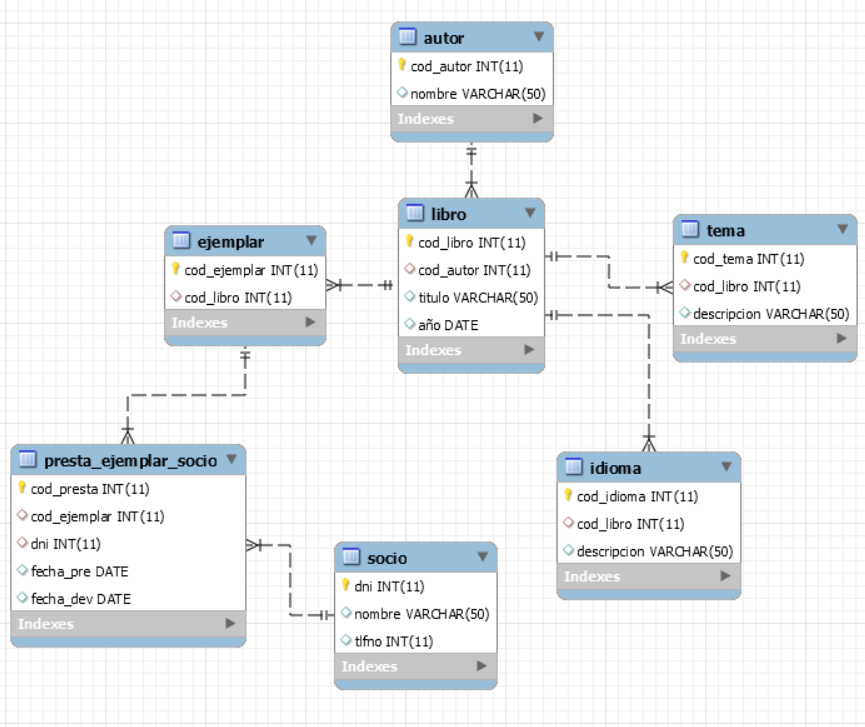 autor
cod_autor INT(11)
nombre VARCHAR(50)
Indexes
libro
cod_libro INT(11)
cod_autor INT(11)
titulo VARCHAR(50)
año DATE
Indexes
ejemplar
cod_ejemplar INT(11)
cod_libro INT(11)
Indexes
tema
cod_tema INT(11)
cod_libro INT(11)
descripcion VARCHAR(50)
Indexes
presta_ejemplar_socio
cod_presta INT(11)
cod_ejemplar INT(11)
dni INT(11)
fecha_pre DATE
fecha_dev DATE
Indexes
socio
dni INT(11)
nombre VARCHAR(50)
tlfno INT(11)
Indexes
idioma
cod_idioma INT(11)
cod_libro INT(11)
descripcion VARCHAR(50)
Indexes